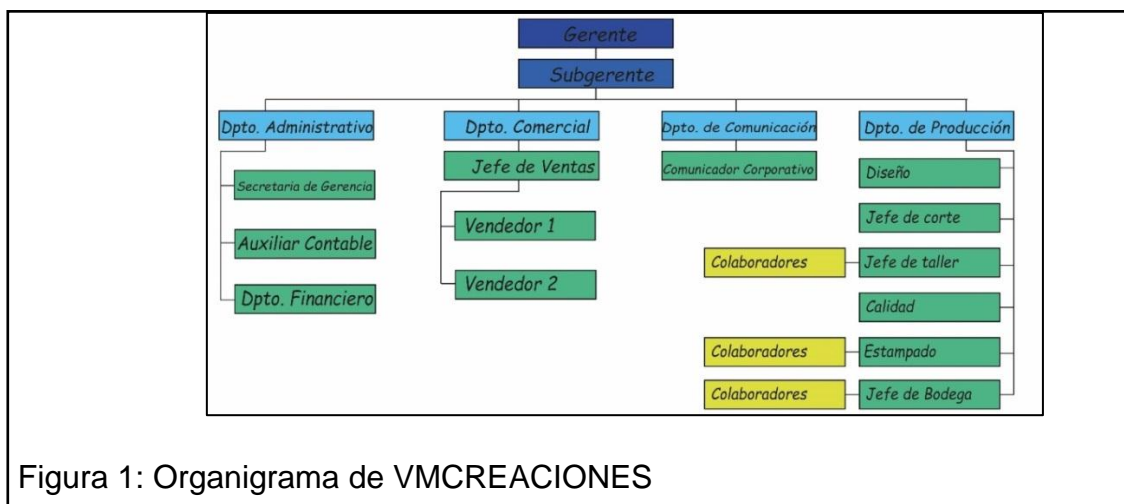 Gerente
Subgerente
Dpto. Administrativo
Secretaria de Gerencia
Auxiliar Contable
Dpto. Financiero
Dpto. Comercial
Jefe de Ventas
Vendedor 1
Vendedor 2
Dpto. de Comunicación
Comunicador Corporativo
Dpto. de Producción
Diseño
Jefe de corte
Colaboradores
Jefe de taller
Calidad
Colaboradores
Estampado
Colaboradores
Jefe de Bodega
Figura 1: Organigrama de VMCREACIONES